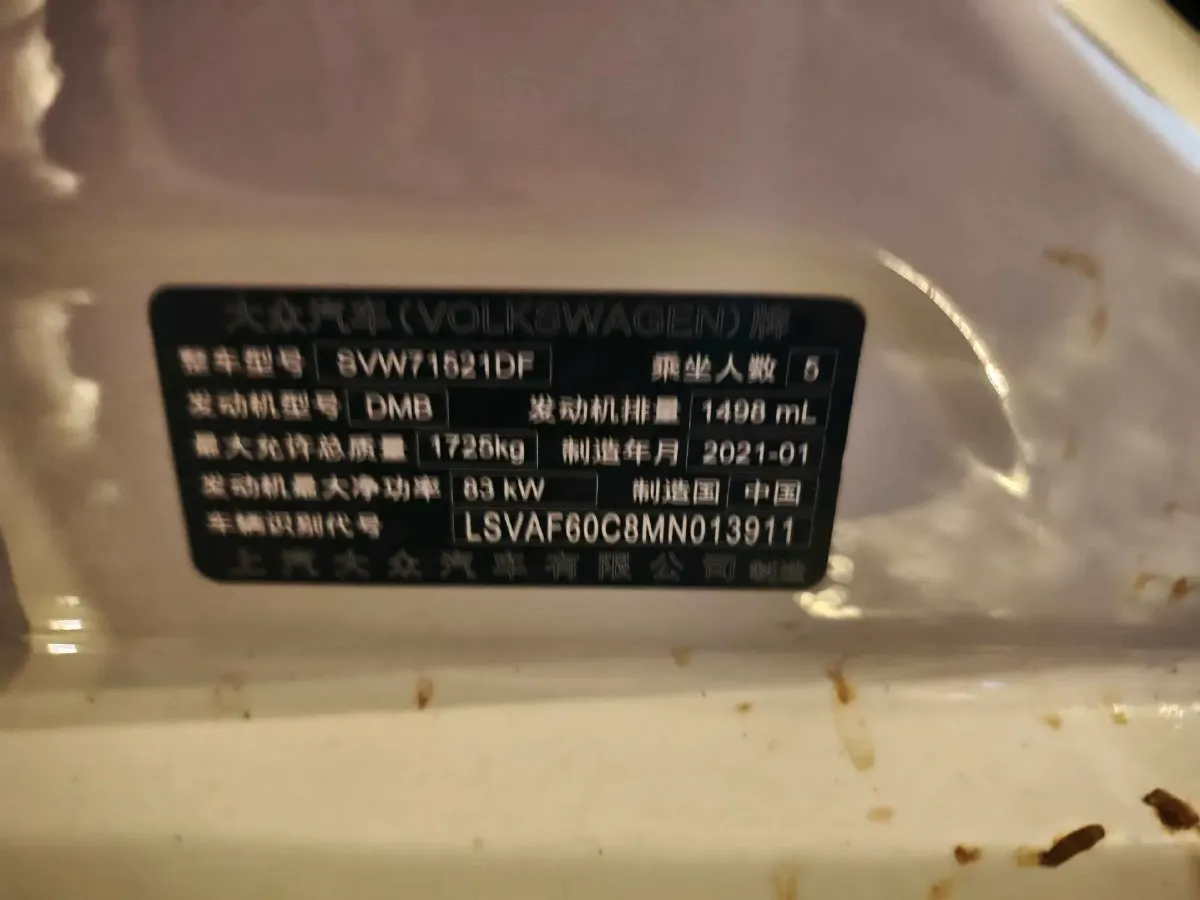 大众汽车(VOLKSWAGEN)牌
整车型号 SVW71521DF 乘坐人数 5
发动机型号 DMB 发动机排量 1498 mL
最大允许总质量 1725kg 制造年月 2021-01
发动机最大净功率 83 kW 制造国 中国
车辆识别代号 LSVAF60C8MN013911
上汽大众汽车有限公司 制造